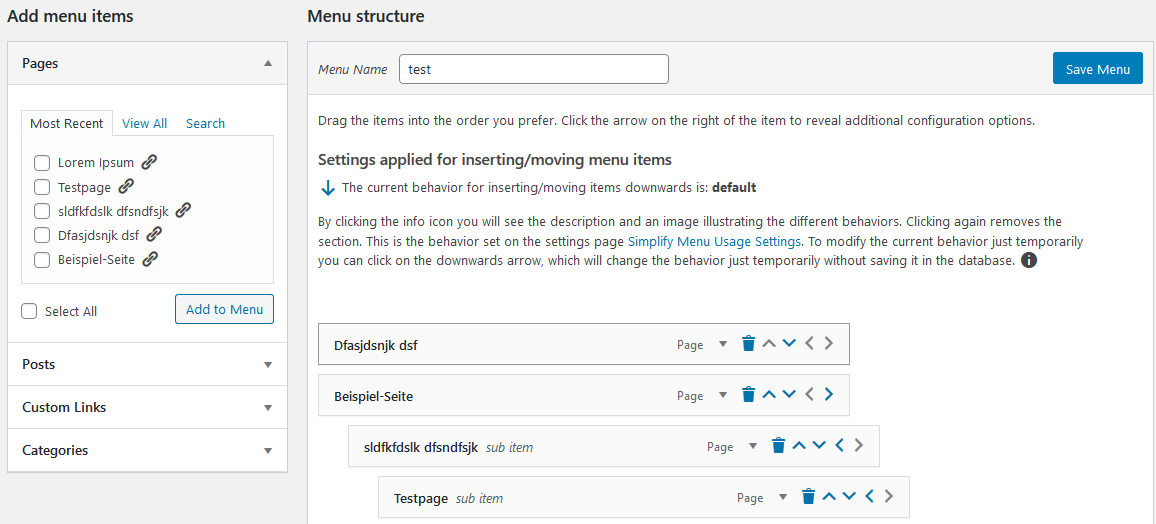 Add menu items
Menu structure
Pages
Most Recent View All Search
Lorem Ipsum
Testpage
sldfkfdslk dfsndfsjk
Dfasjdsnjk dsf
Beispiel-Seite
Select All Add to Menu
Posts
Custom Links
Categories
Menu Name test Save Menu
Drag the items into the order you prefer. Click the arrow on the right of the item to reveal additional configuration options.
Settings applied for inserting/moving menu items
The current behavior for inserting/moving items downwards is: default
By clicking the info icon you will see the description and an image illustrating the different behaviors. Clicking again removes the
section. This is the behavior set on the settings page Simplify Menu Usage Settings. To modify the current behavior just temporarily
you can click on the downwards arrow, which will change the behavior just temporarily without saving it in the database.
Dfasjdsnjk dsf Page
Beispiel-Seite Page
sldfkfdslk dfsndfsjk sub item Page
Testpage sub item Page